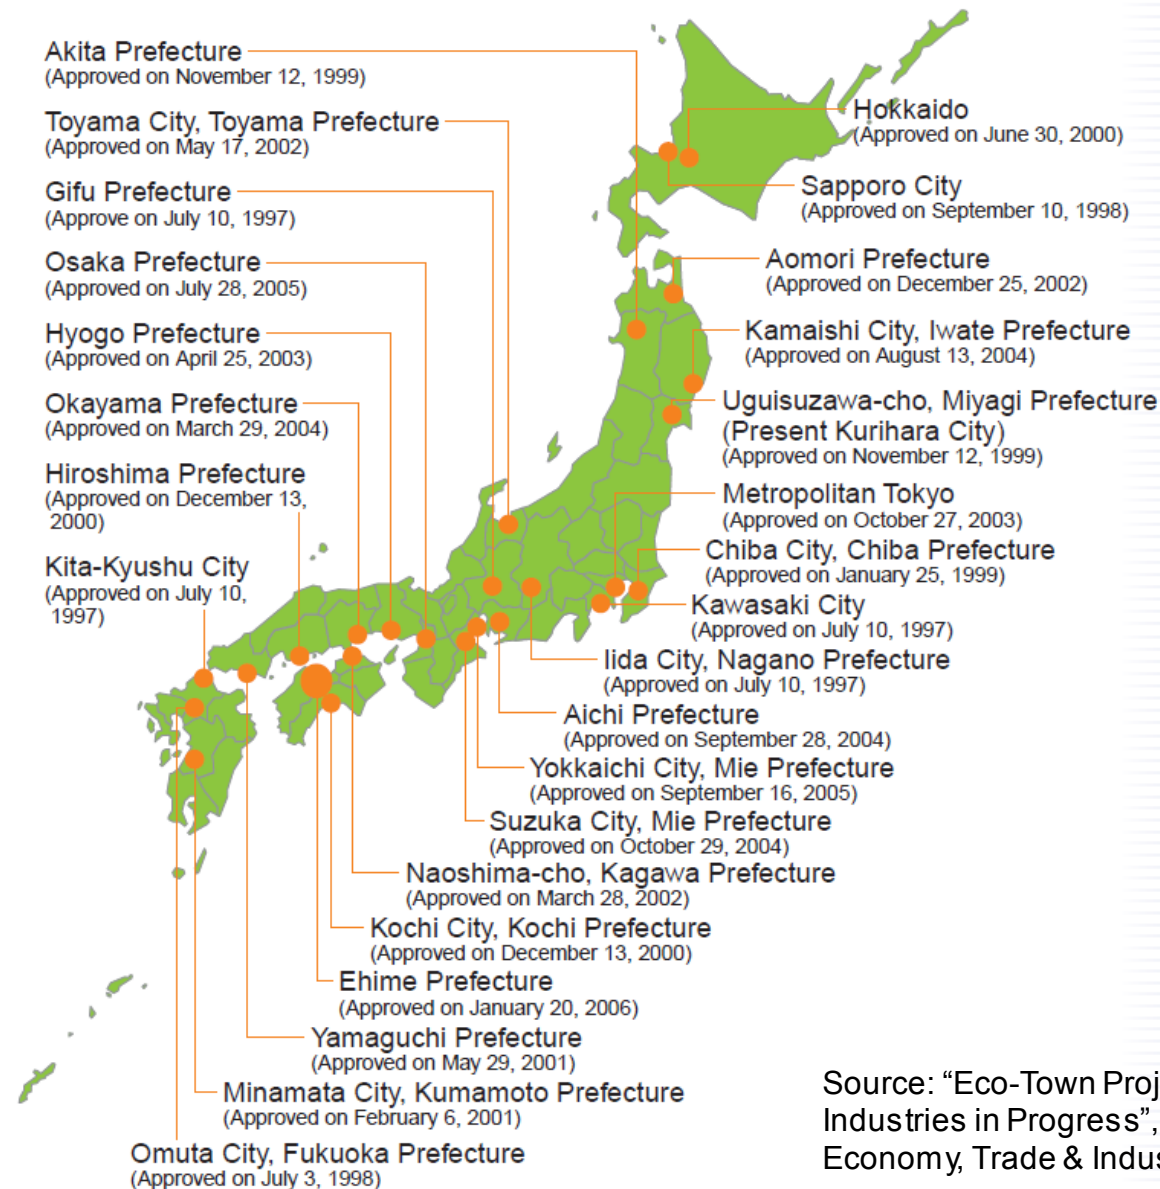 Akita Prefecture
(Approved on November 12, 1999)
Toyama City, Toyama Prefecture
(Approved on May 17, 2002)
Gifu Prefecture
(Approve on July 10, 1997)
Osaka Prefecture
(Approved on July 28, 2005)
Hyogo Prefecture
(Approved on April 25, 2003)
Okayama Prefecture
(Approved on March 29, 2004)
Hiroshima Prefecture
(Approved on December 13,
2000)
Kita-Kyushu City
(Approved on July 10,
1997)
Hokkaido
(Approved on June 30, 2000)
Sapporo City
(Approved on September 10, 1998)
Aomori Prefecture
(Approved on December 25, 2002)
Kamaishi City, Iwate Prefecture
(Approved on August 13, 2004)
Uguisuzawa-cho, Miyagi Prefecture
(Present Kurihara City)
(Approved on November 12, 1999)
Metropolitan Tokyo
(Approved on October 27, 2003)
Chiba City, Chiba Prefecture
(Approved on January 25, 1999)
Kawasaki City
(Approved on July 10, 1997)
Iida City, Nagano Prefecture
(Approved on July 10, 1997)
Aichi Prefecture
(Approved on September 28, 2004)
Yokkaichi City, Mie Prefecture
(Approved on September 16, 2005)
Suzuka City, Mie Prefecture
(Approved on October 29, 2004)
Naoshima-cho, Kagawa Prefecture
(Approved on March 28, 2002)
Kochi City, Kochi Prefecture
(Approved on December 13, 2000)
Ehime Prefecture
(Approved on January 20, 2006)
Yamaguchi Prefecture
(Approved on May 29, 2001)
Minamata City, Kumamoto Prefecture
(Approved on February 6, 2001)
Omuta City, Fukuoka Prefecture
(Approved on July 3, 1998)
Source: “Eco-Town Proj
Industries in Progress”,
Economy, Trade & Indus